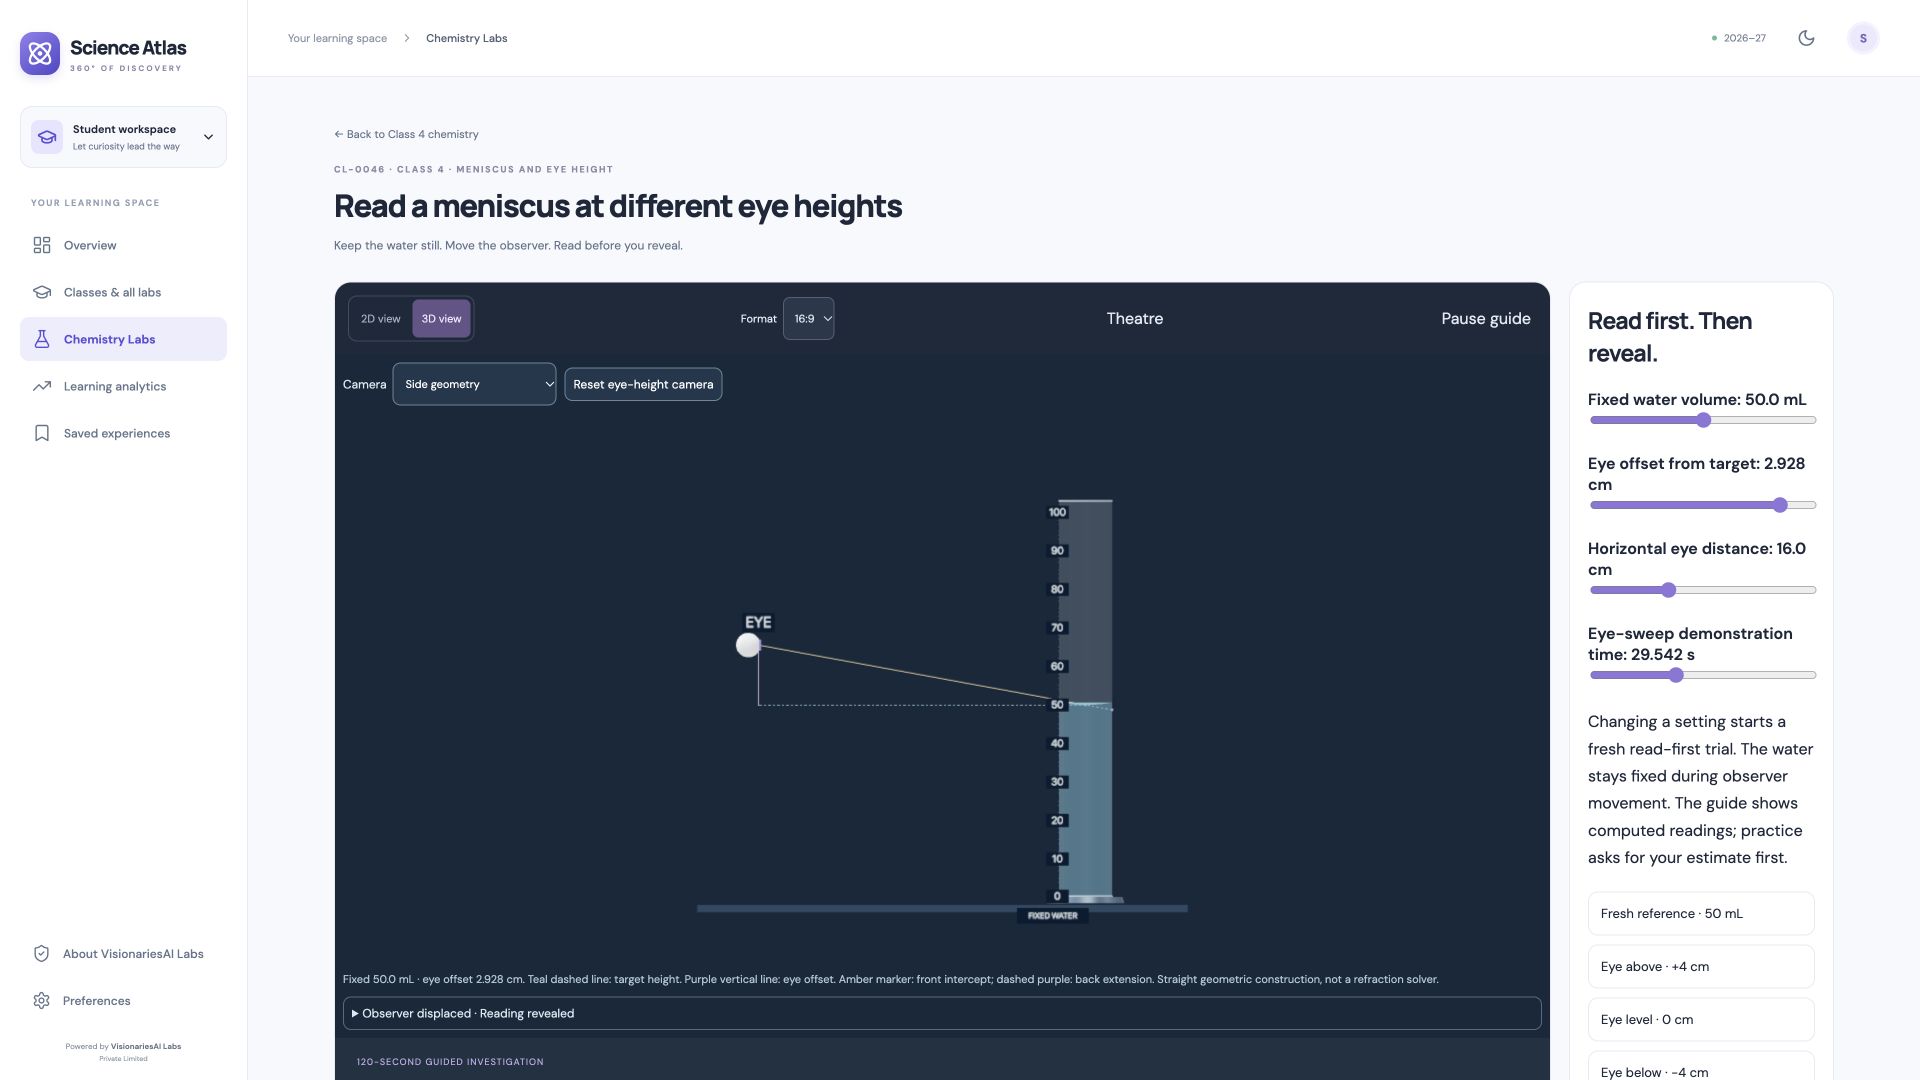 Science Atlas
360° OF DISCOVERY
Student workspace
Let curiosity lead the way
YOUR LEARNING SPACE
Overview
Classes & all labs
Chemistry Labs
Learning analytics
Saved experiences
About VisionariesAI Labs
Preferences
Powered by VisionariesAI Labs
Private Limited
Your learning space > Chemistry Labs
2026–27
S
← Back to Class 4 chemistry
CL-0046 · CLASS 4 · MENISCUS AND EYE HEIGHT
Read a meniscus at different eye heights
Keep the water still. Move the observer. Read before you reveal.
2D view
3D view
Format
16:9
Theatre
Pause guide
Camera
Side geometry
Reset eye-height camera
EYE
100
90
80
70
60
50
40
30
20
10
0
FIXED WATER
Fixed 50.0 mL · eye offset 2.928 cm. Teal dashed line: target height. Purple vertical line: eye offset. Amber marker: front intercept; dashed purple: back extension. Straight geometric construction, not a refraction solver.
▶ Observer displaced · Reading revealed
120-SECOND GUIDED INVESTIGATION
Read first. Then
reveal.
Fixed water volume: 50.0 mL
Eye offset from target: 2.928
cm
Horizontal eye distance: 16.0
cm
Eye-sweep demonstration
time: 29.542 s
Changing a setting starts a
fresh read-first trial. The water
stays fixed during observer
movement. The guide shows
computed readings; practice
asks for your estimate first.
Fresh reference · 50 mL
Eye above · +4 cm
Eye level · 0 cm
Eye below · -4 cm